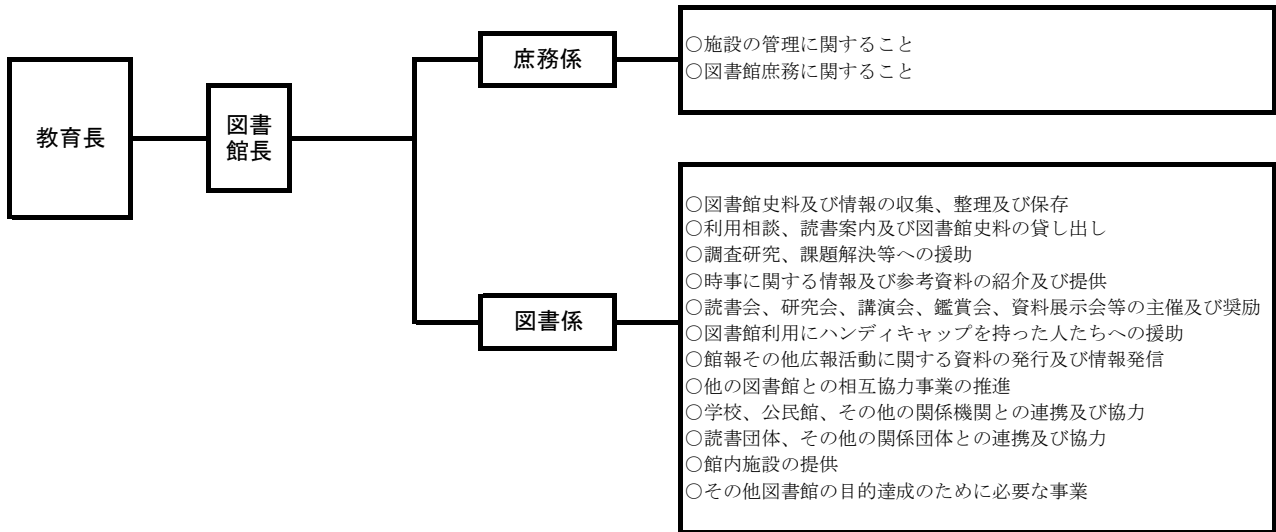 教育長
図書
館長
庶務係
○施設の管理に関すること
○図書館庶務に関すること
図書係
○図書館史料及び情報の収集、整理及び保存
○利用相談、読書案内及び図書館史料の貸し出し
○調査研究、課題解決等への援助
○時事に関する情報及び参考資料の紹介及び提供
○読書会、研究会、講演会、鑑賞会、資料展示会等の主催及び奨励
○図書館利用にハンディキャップを持った人たちへの援助
○館報その他広報活動に関する資料の発行及び情報発信
○他の図書館との相互協力事業の推進
○学校、公民館、その他の関係機関との連携及び協力
○読書団体、その他の関係団体との連携及び協力
○館内施設の提供
○その他図書館の目的達成のために必要な事業